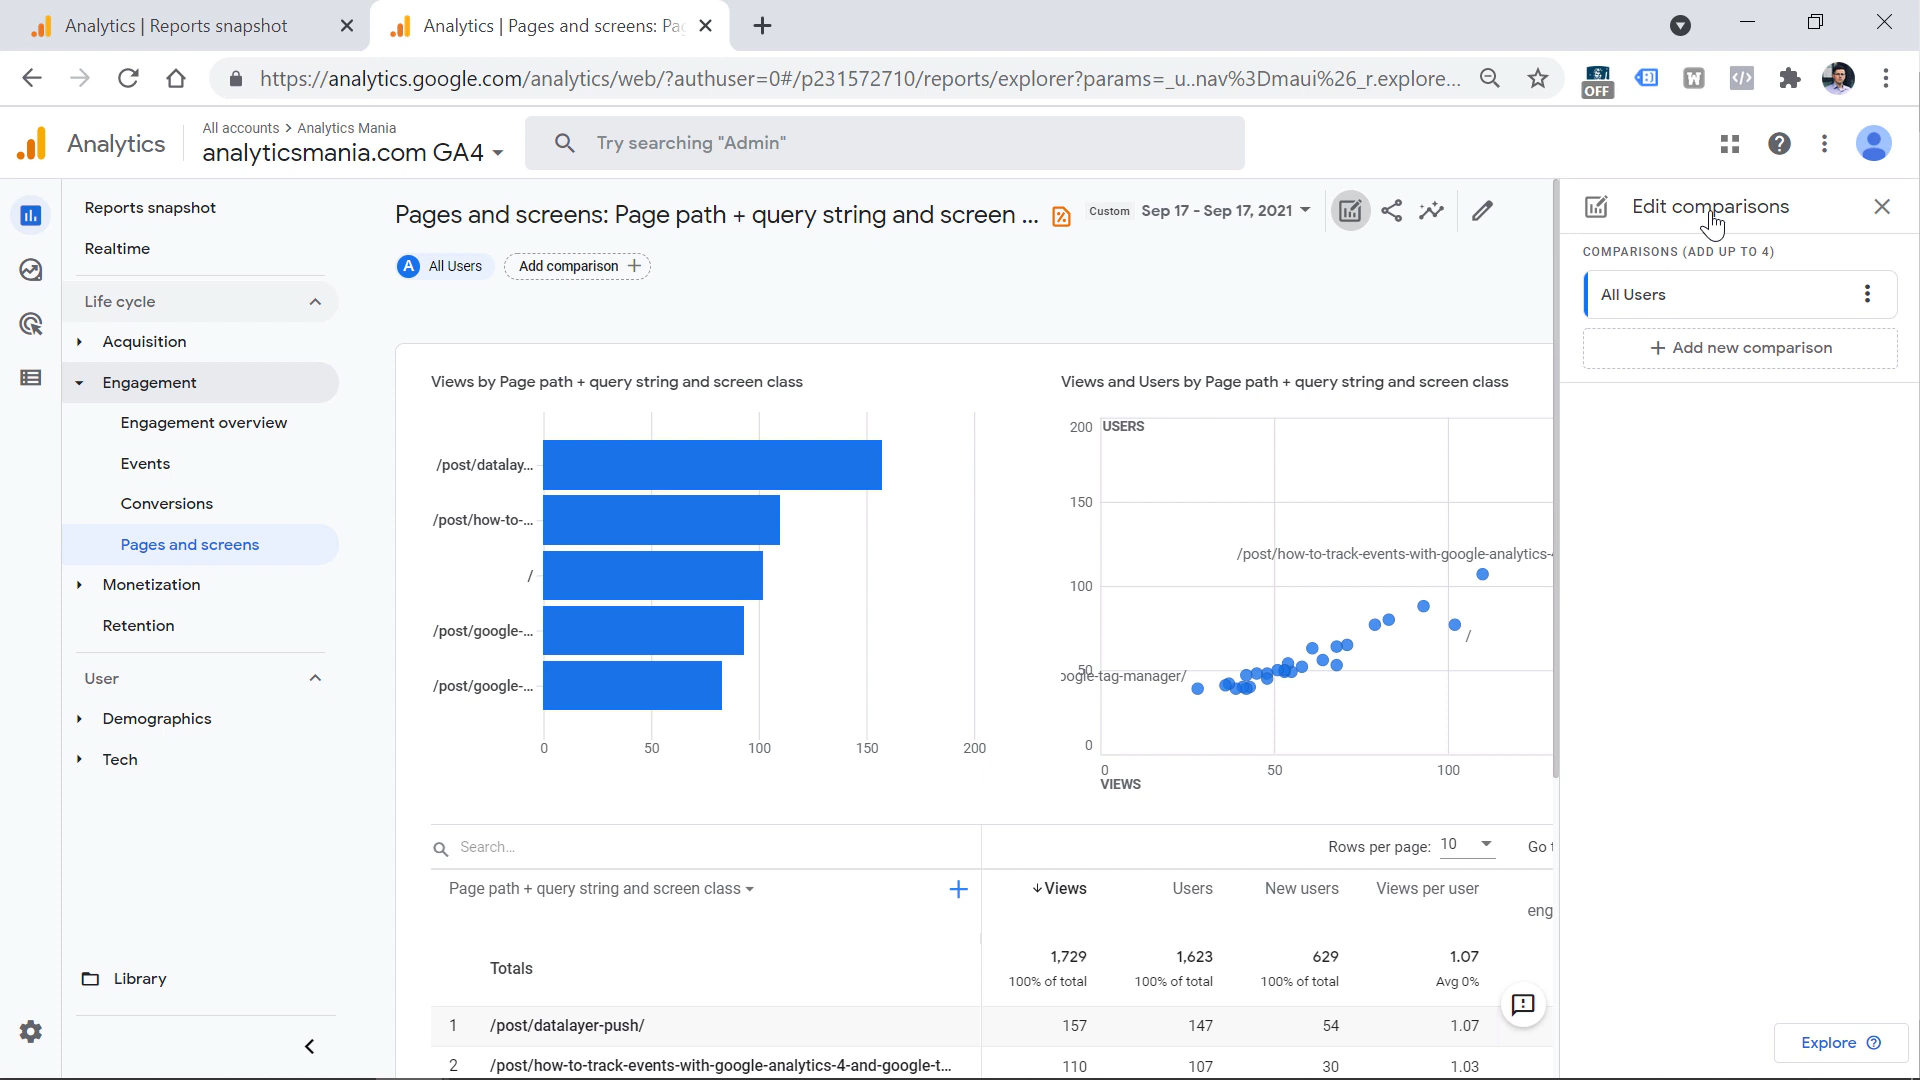 Analytics | Reports snapshot
Analytics | Pages and screens: Pag
https://analytics.google.com/analytics/web/?authuser=0#/p231572710/reports/explorer?params=_u..nav%3Dmaui%26_r.explore...
OFF
W
Analytics
All accounts > Analytics Mania
analyticsmania.com GA4
Try searching "Admin"
Reports snapshot
Realtime
Life cycle
Acquisition
Engagement
Engagement overview
Events
Conversions
Pages and screens
Monetization
Retention
User
Demographics
Tech
Library
Pages and screens: Page path + query string and screen ...
Custom Sep 17 - Sep 17, 2021
A All Users
Add comparison +
Views by Page path + query string and screen class
/post/datalay...
/post/how-to-...
/
/post/google-...
/post/google-...
0 50 100 150 200
Views and Users by Page path + query string and screen class
USERS
200
150
100
50
0
/post/how-to-track-events-with-google-analytics-
/
oogle-tag-manager/
0 50 100
VIEWS
Search...
Rows per page: 10
Go t
Page path + query string and screen class
+
Views Users New users Views per user
eng
Totals
1,729 1,623 629 1.07
100% of total 100% of total 100% of total Avg 0%
1 /post/datalayer-push/ 157 147 54 1.07
2 /post/how-to-track-events-with-google-analytics-4-and-google-t... 110 107 30 1.03
Edit comparisons
COMPARISONS (ADD UP TO 4)
All Users
+ Add new comparison
Explore